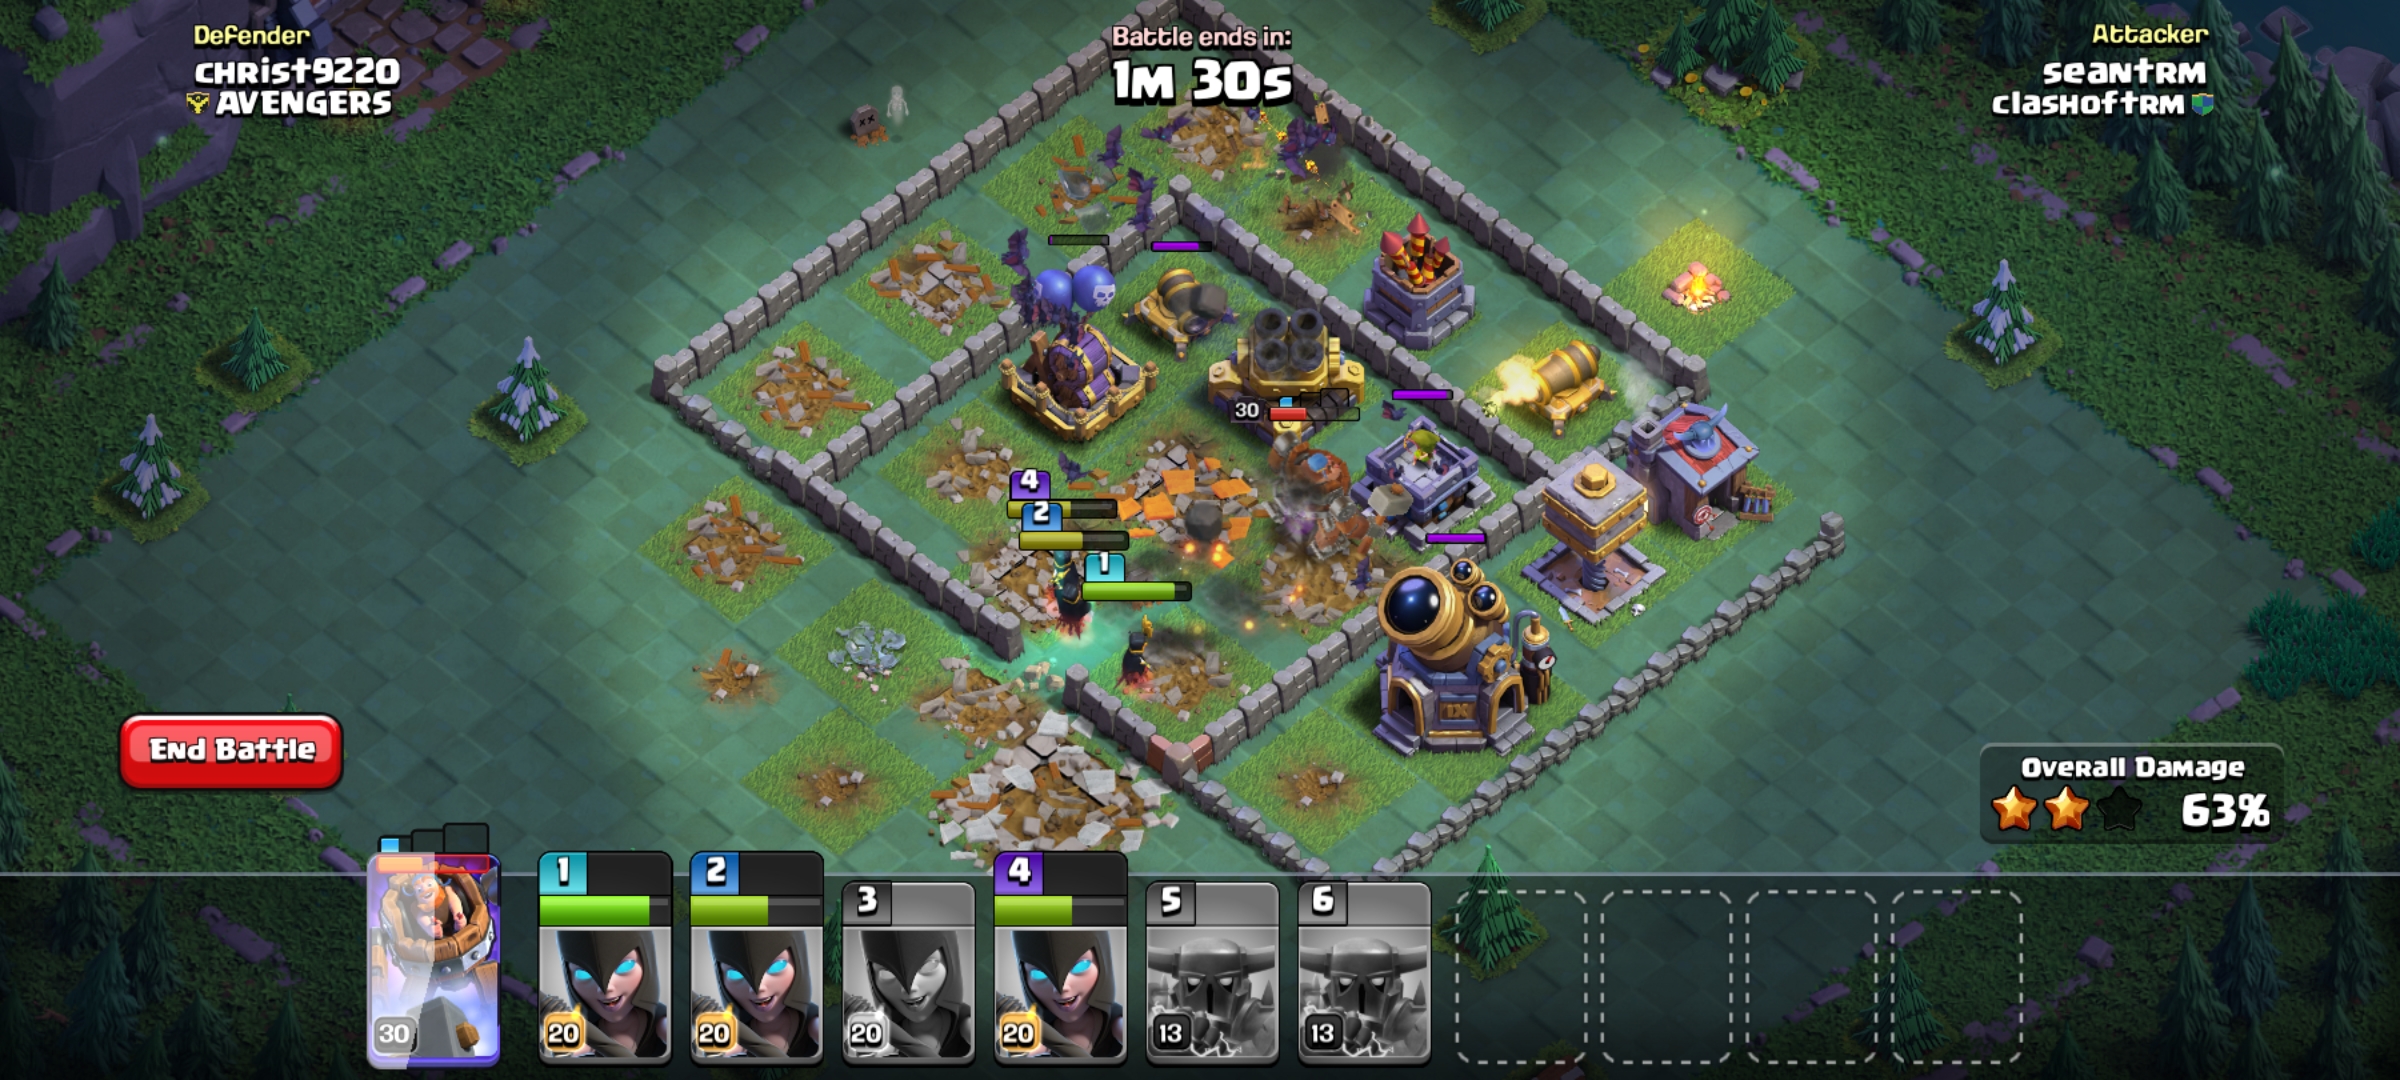 Defender
christ9220
AVENGERS
Battle ends in:
1M 30s
Attacker
seantrm
clashoftrm
30
4
2
1
IX
End Battle
Overall Damage
63%
1
2
3
4
5
6
30
20
20
20
20
13
13